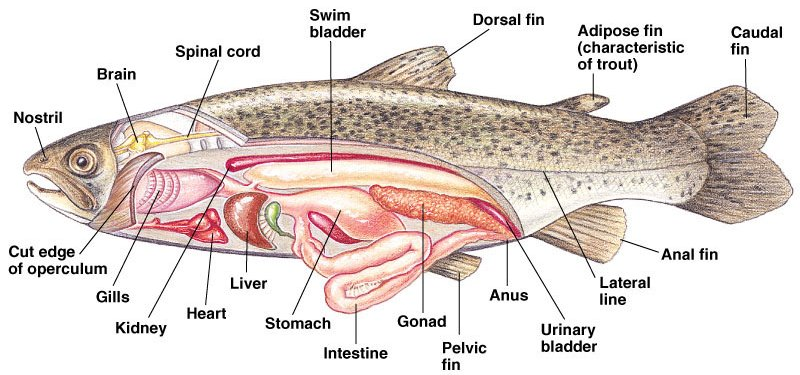 Swim
bladder
Dorsal fin
Adipose fin
(characteristic
of trout)
Caudal
fin
Spinal cord
Brain
Nostril
Cut edge
of operculum
Gills
Kidney
Heart
Liver
Stomach
Intestine
Gonad
Pelvic
fin
Anus
Urinary
bladder
Lateral
line
Anal fin